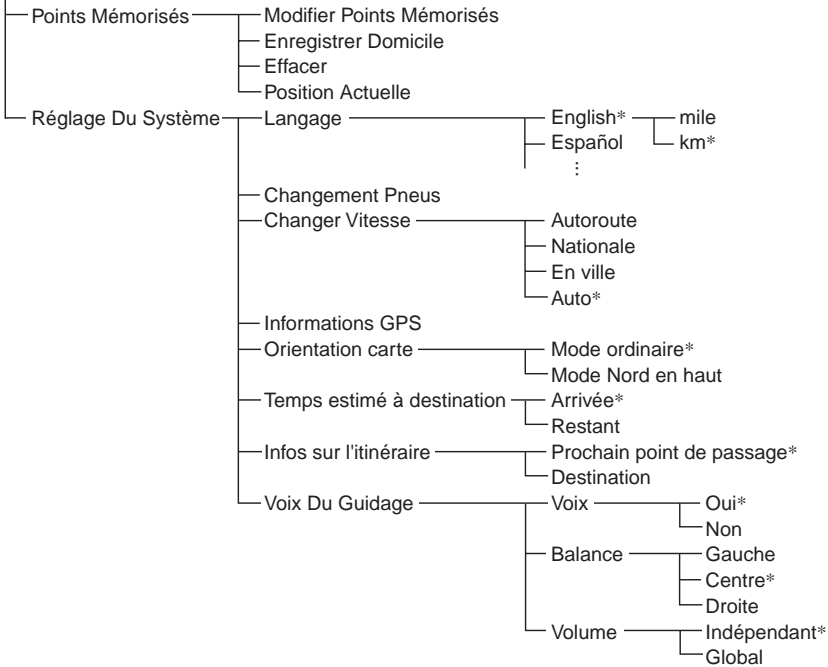 Points Mémorisés Modifier Points Mémorisés
Enregistrer Domicile
Effacer
Position Actuelle
Réglage Du Système Langage English* mile
Español km*
⋮
Changement Pneus
Changer Vitesse Autoroute
Nationale
En ville
Auto*
Informations GPS
Orientation carte Mode ordinaire*
Mode Nord en haut
Temps estimé à destination Arrivée*
Restant
Infos sur l'itinéraire Prochain point de passage*
Destination
Voix Du Guidage Voix Oui*
Non
Balance Gauche
Centre*
Droite
Volume Indépendant*
Global